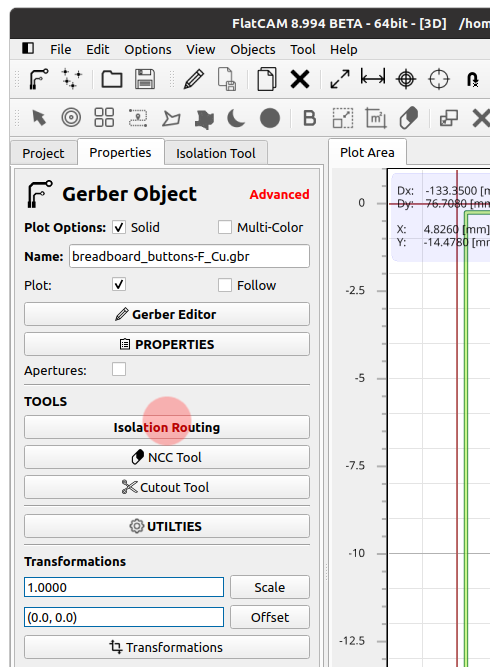 FlatCAM 8.994 BETA - 64bit - [3D] /hom
File Edit Options View Objects Tool Help
B
m²
Project Properties Isolation Tool
Plot Area
Gerber Object Advanced
Plot Options: Solid Multi-Color
Name: breadboard_buttons-F_Cu.gbr
Plot: Follow
Gerber Editor
PROPERTIES
Apertures:
TOOLS
Isolation Routing
NCC Tool
Cutout Tool
UTILTIES
Transformations
1.0000 Scale
(0.0, 0.0) Offset
Transformations
Dx: -133.3500 [m
Dy: 76.7080 [mm
X: 4.8260 [mm]
Y: -14.4780 [mm
0
-2.5
-5
-7.5
-10
-12.5